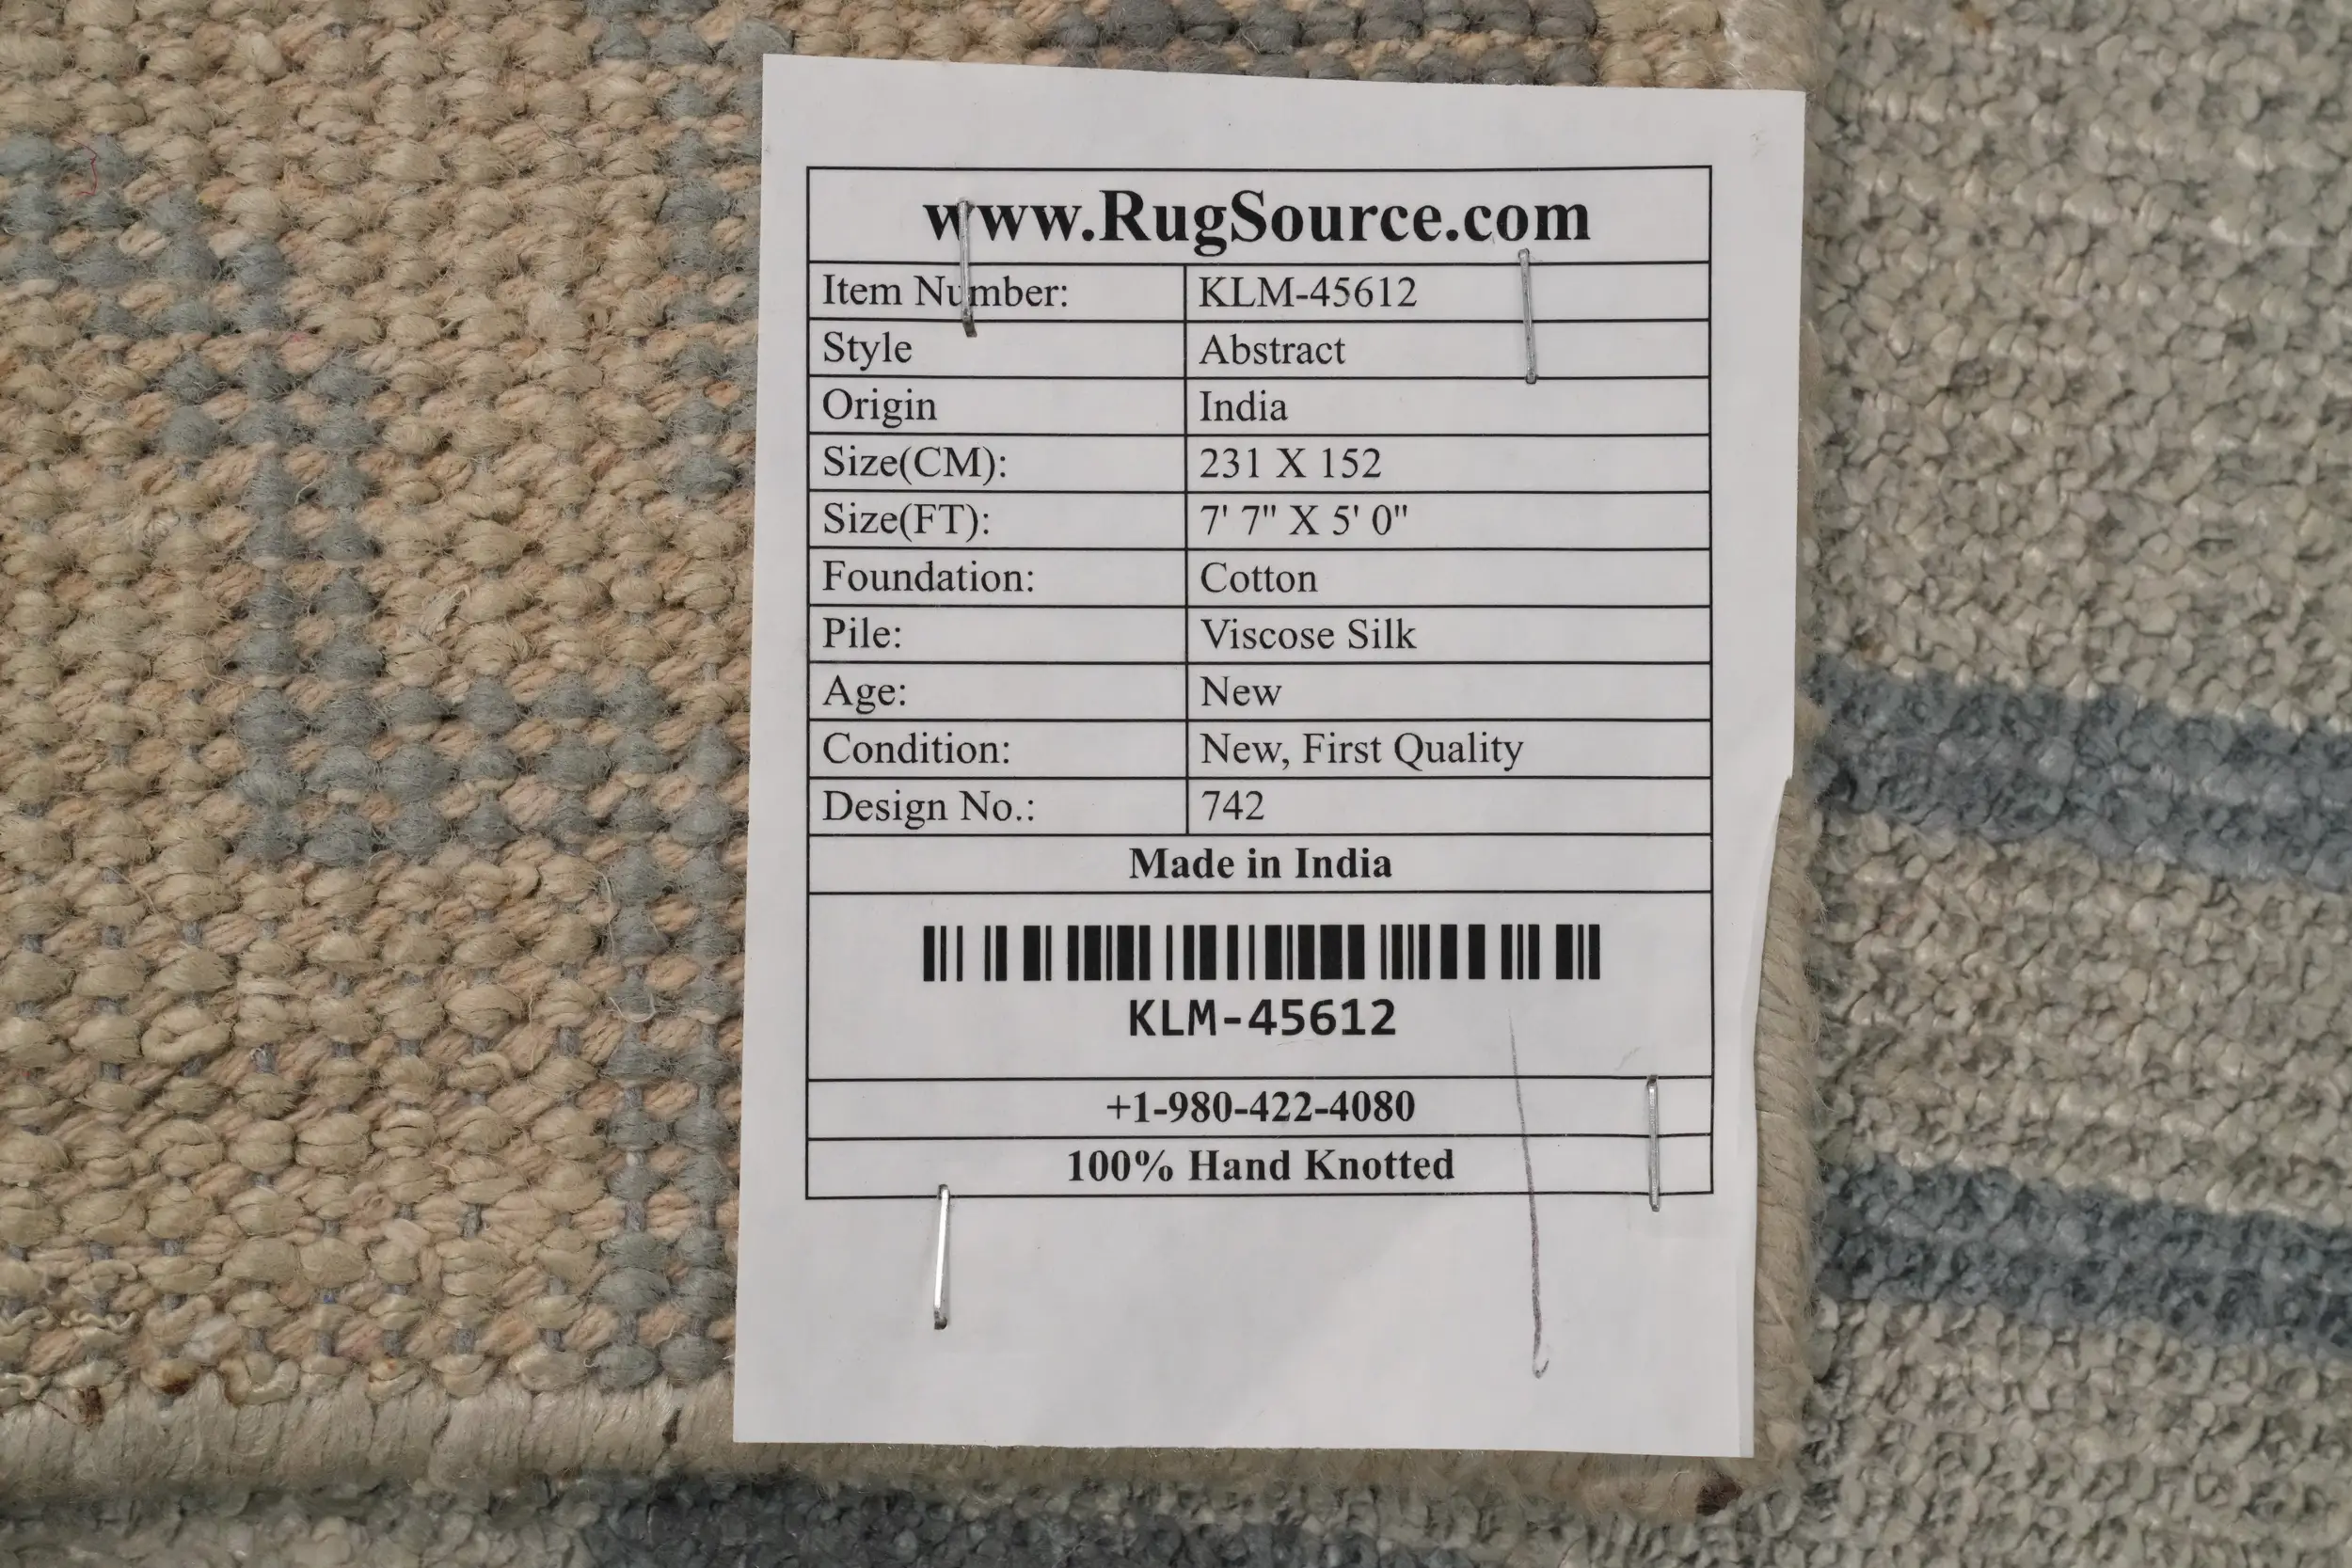 www.RugSource.com
Item Number: KLM-45612
Style Abstract
Origin India
Size(CM): 231 X 152
Size(FT): 7' 7" X 5' 0"
Foundation: Cotton
Pile: Viscose Silk
Age: New
Condition: New, First Quality
Design No.: 742
Made in India
KLM-45612
+1-980-422-4080
100% Hand Knotted